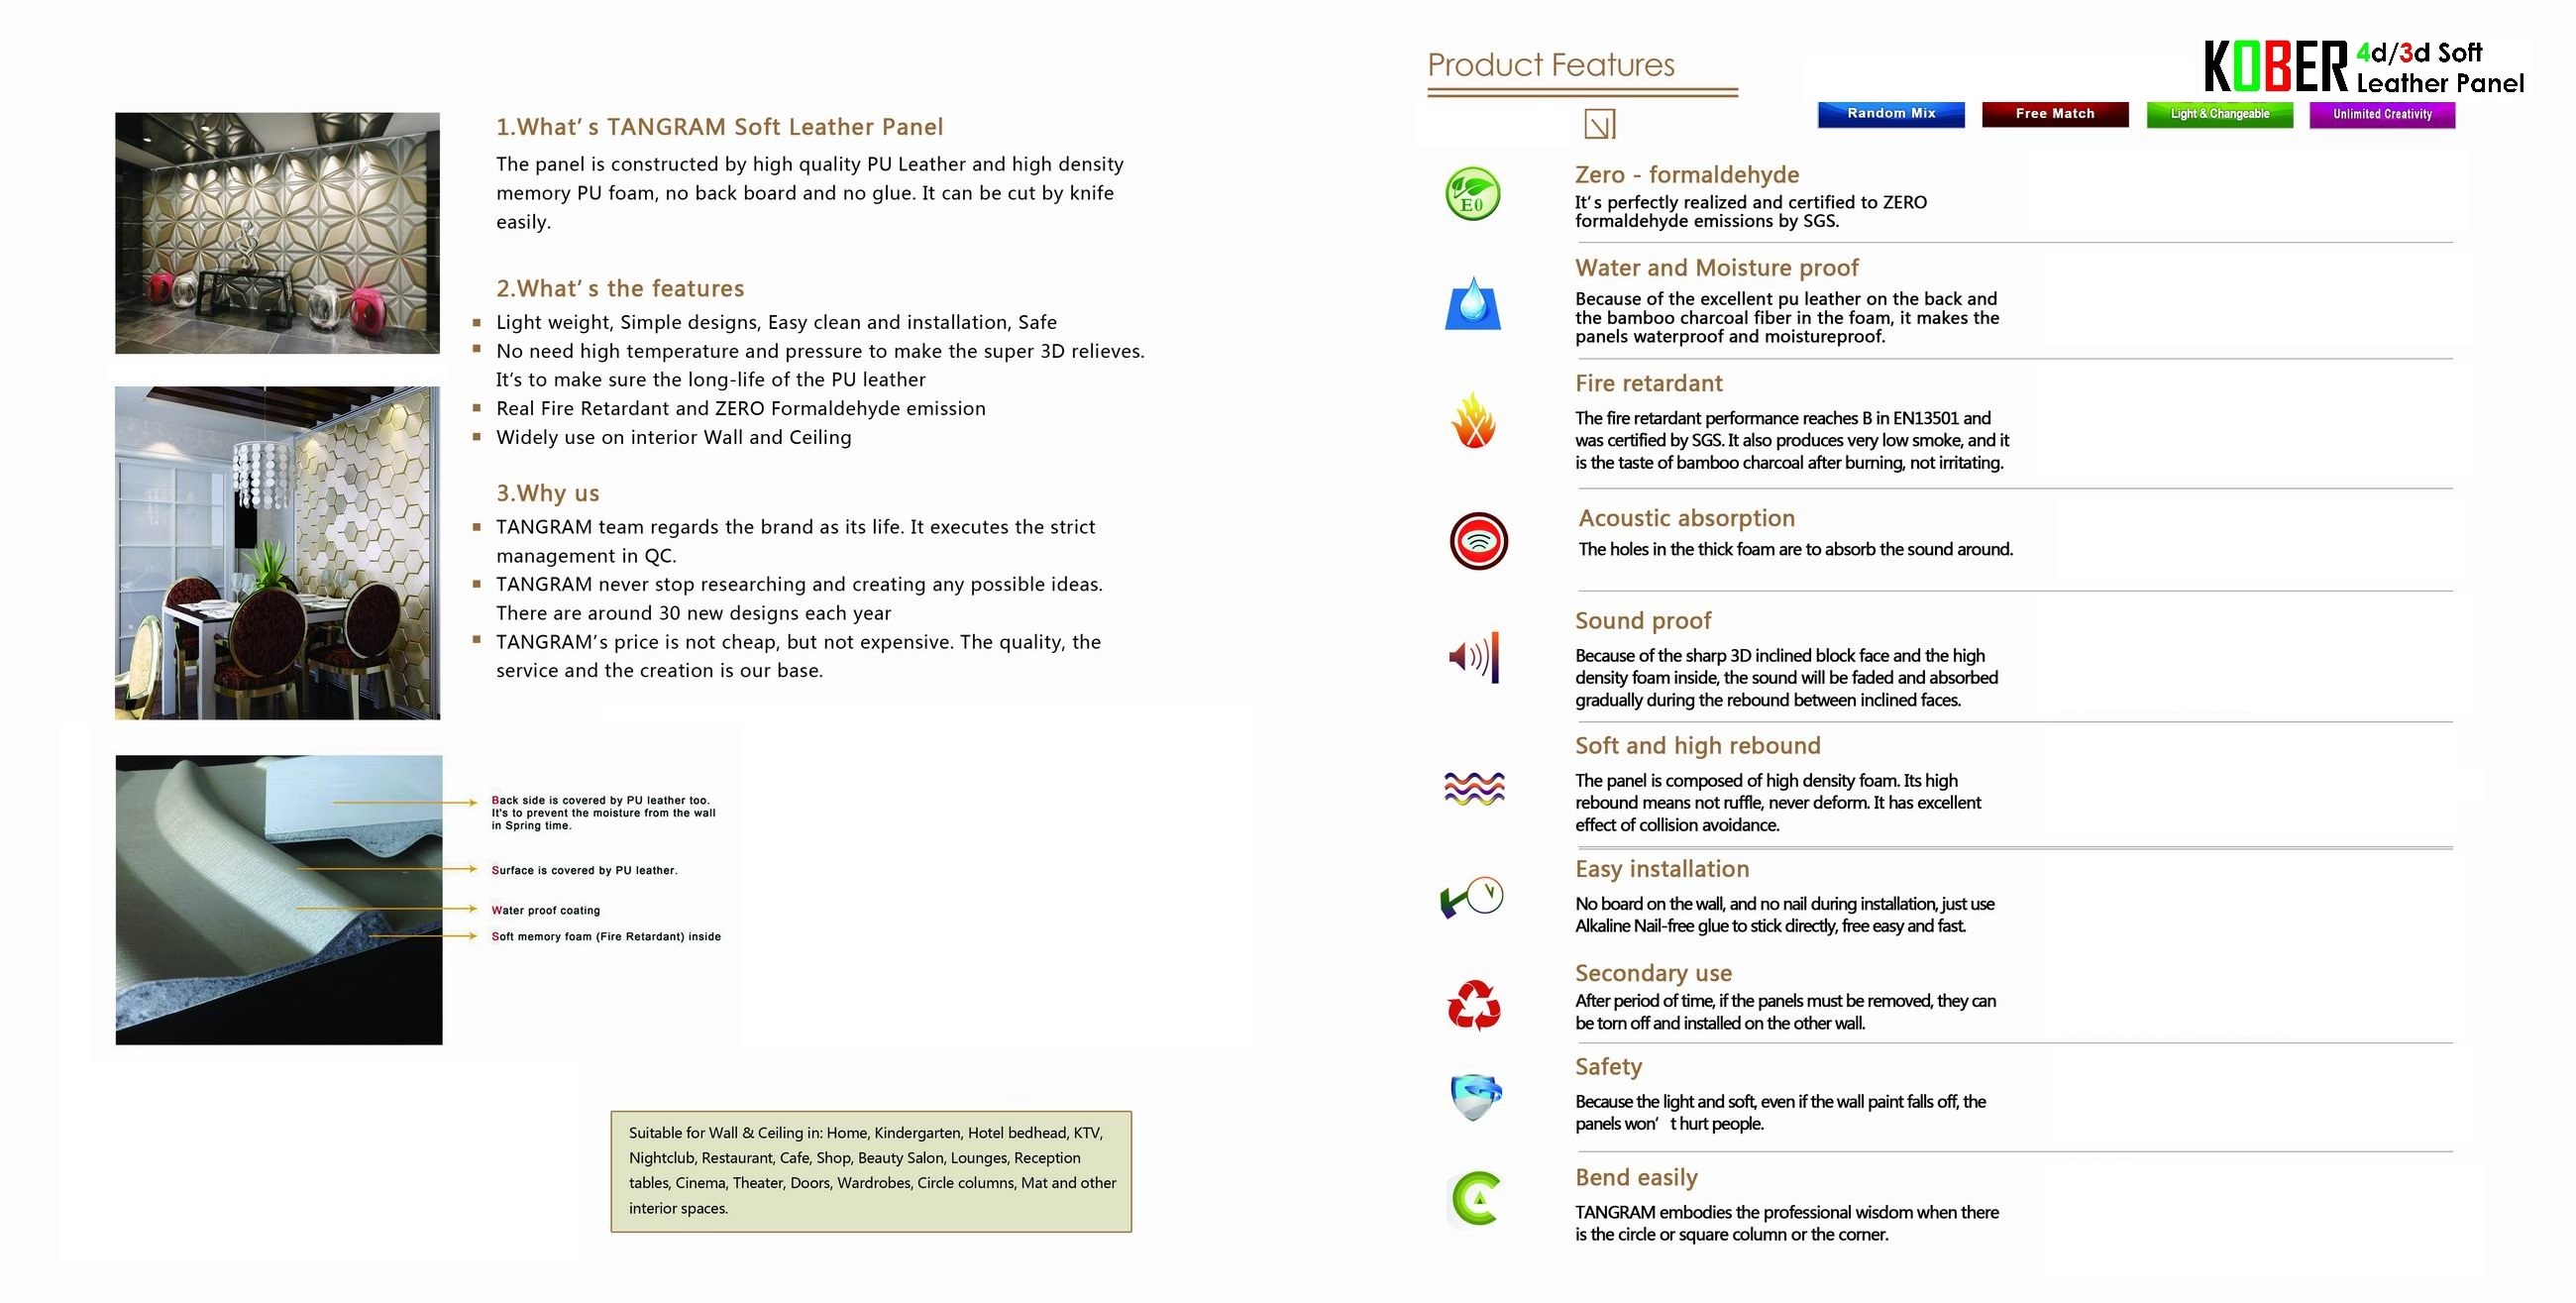 1.What's TANGRAM Soft Leather Panel
The panel is constructed by high quality PU Leather and high density
memory PU foam, no back board and no glue. It can be cut by knife
easily.
2.What's the features
Light weight, Simple designs, Easy clean and installation, Safe
No need high temperature and pressure to make the super 3D relieves.
It's to make sure the long-life of the PU leather
Real Fire Retardant and ZERO Formaldehyde emission
Widely use on interior Wall and Ceiling
3.Why us
TANGRAM team regards the brand as its life. It executes the strict
management in QC.
TANGRAM never stop researching and creating any possible ideas.
There are around 30 new designs each year
TANGRAM's price is not cheap, but not expensive. The quality, the
service and the creation is our base.
Back side is covered by PU leather too.
It's to prevent the moisture from the wall
in Spring time.
Surface is covered by PU leather.
Water proof coating
Soft memory foam (Fire Retardant) inside
Suitable for Wall & Ceiling in: Home, Kindergarten, Hotel bedhead, KTV,
Nightclub, Restaurant, Cafe, Shop, Beauty Salon, Lounges, Reception
tables, Cinema, Theater, Doors, Wardrobes, Circle columns, Mat and other
interior spaces.
Product Features
KOBER 4d/3d Soft
Leather Panel
Random Mix
Free Match
Light & Changeable
Unlimited Creativity
E0
Zero - formaldehyde
It's perfectly realized and certified to ZERO
formaldehyde emissions by SGS.
Water and Moisture proof
Because of the excellent pu leather on the back and
the bamboo charcoal fiber in the foam, it makes the
panels waterproof and moistureproof.
Fire retardant
The fire retardant performance reaches B in EN13501 and
was certified by SGS. It also produces very low smoke, and it
is the taste of bamboo charcoal after burning, not irritating.
Acoustic absorption
The holes in the thick foam are to absorb the sound around.
Sound proof
Because of the sharp 3D inclined block face and the high
density foam inside, the sound will be faded and absorbed
gradually during the rebound between inclined faces.
Soft and high rebound
The panel is composed of high density foam. Its high
rebound means not ruffle, never deform. It has excellent
effect of collision avoidance.
Easy installation
No board on the wall, and no nail during installation, just use
Alkaline Nail-free glue to stick directly, free easy and fast.
Secondary use
After period of time, if the panels must be removed, they can
be torn off and installed on the other wall.
Safety
Because the light and soft, even if the wall paint falls off, the
panels won't hurt people.
Bend easily
TANGRAM embodies the professional wisdom when there
is the circle or square column or the corner.